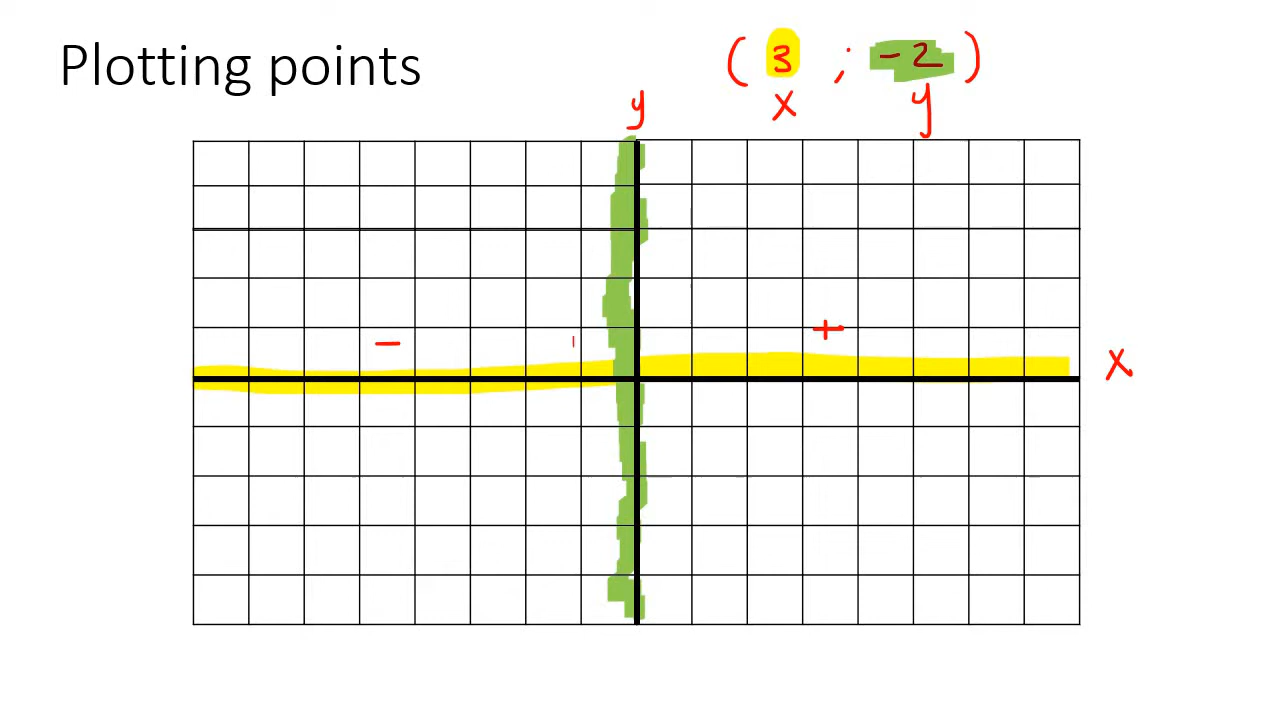 Plotting points
( 3 ; -2 )
x y
y
- +
x